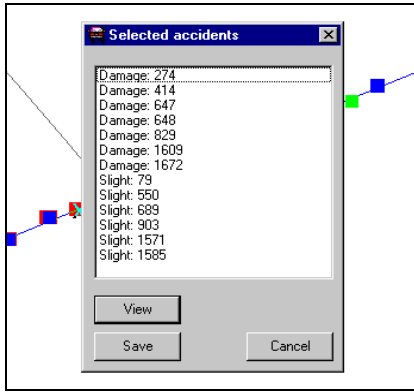 Selected accidents
Damage: 274
Damage: 414
Damage: 647
Damage: 648
Damage: 829
Damage: 1609
Damage: 1672
Slight: 79
Slight: 550
Slight: 689
Slight: 903
Slight: 1571
Slight: 1585
View
Save Cancel